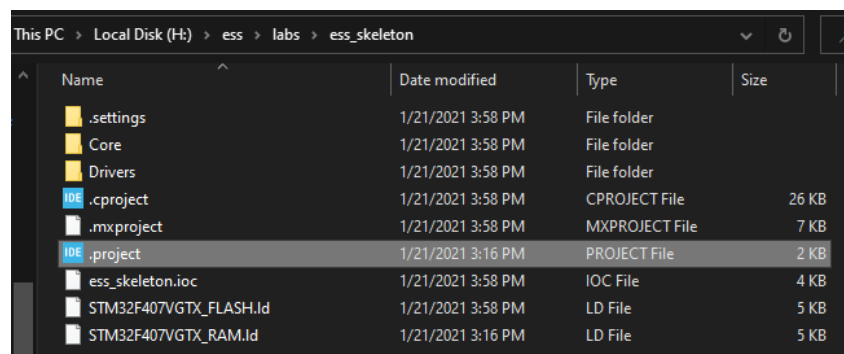 This PC > Local Disk (H:) > ess > labs > ess_skeleton
Name Date modified Type Size
.settings 1/21/2021 3:58 PM File folder
Core 1/21/2021 3:58 PM File folder
Drivers 1/21/2021 3:58 PM File folder
IDE .cproject 1/21/2021 3:58 PM CPROJECT File 26 KB
.mxproject 1/21/2021 3:58 PM MXPROJECT File 7 KB
IDE .project 1/21/2021 3:16 PM PROJECT File 2 KB
ess_skeleton.ioc 1/21/2021 3:58 PM IOC File 4 KB
STM32F407VGTX_FLASH.ld 1/21/2021 3:58 PM LD File 5 KB
STM32F407VGTX_RAM.ld 1/21/2021 3:16 PM LD File 5 KB